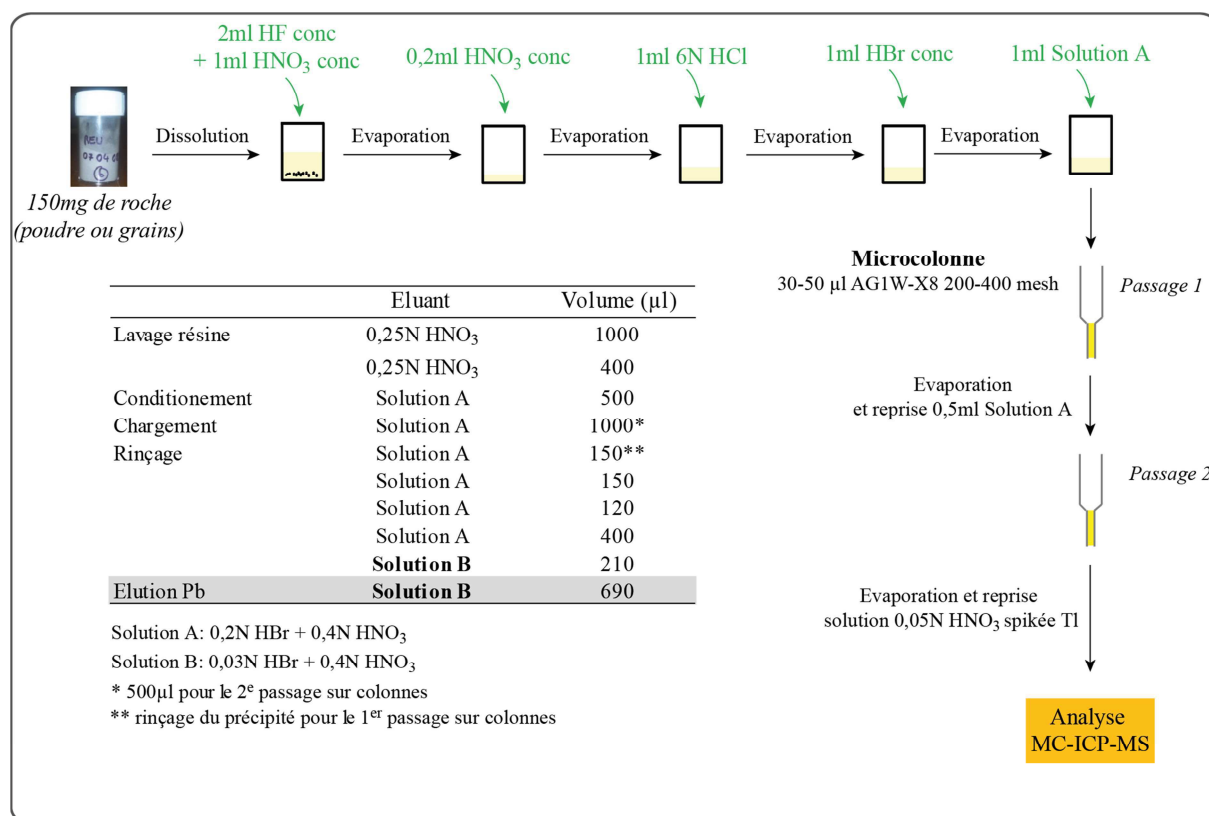 2ml HF conc
+ 1ml HNO3 conc
0,2ml HNO3 conc
1ml 6N HCl
1ml HBr conc
1ml Solution A
Dissolution
Evaporation
Evaporation
Evaporation
Evaporation
07 04 01
150mg de roche
(poudre ou grains)
Microcolonne
30-50 µl AG1W-X8 200-400 mesh
Passage 1
Evaporation
et reprise 0,5ml Solution A
Passage 2
Evaporation et reprise
solution 0,05N HNO3 spikée Tl
Analyse
MC-ICP-MS
Eluant Volume (µl)
Lavage résine 0,25N HNO3 1000
0,25N HNO3 400
Conditionement Solution A 500
Chargement Solution A 1000*
Rinçage Solution A 150**
Solution A 150
Solution A 120
Solution A 400
Solution B 210
Elution Pb Solution B 690
Solution A: 0,2N HBr + 0,4N HNO3
Solution B: 0,03N HBr + 0,4N HNO3
* 500µl pour le 2e passage sur colonnes
** rinçage du précipité pour le 1er passage sur colonnes